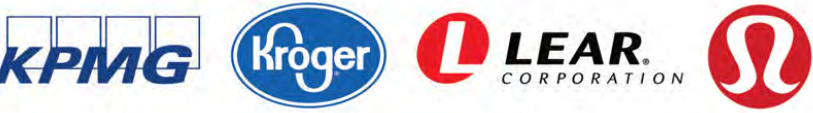 KPMG
Kroger
LEAR®
CORPORATION